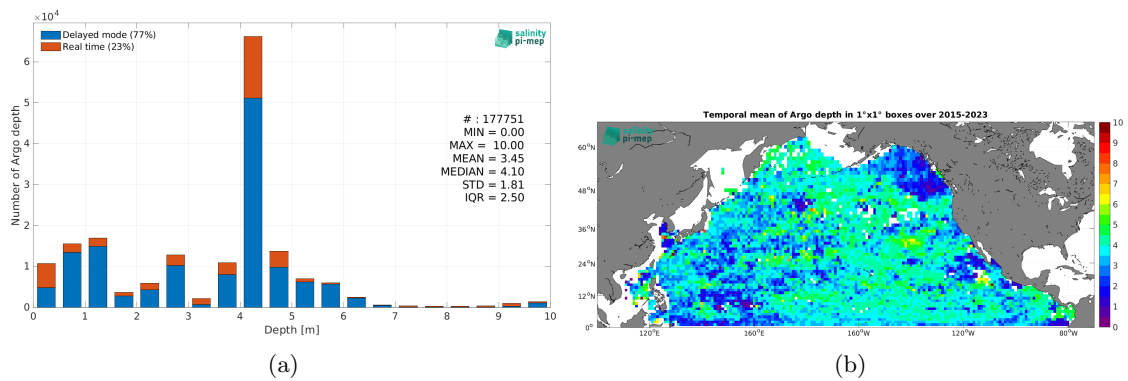 ×10⁴
Delayed mode (77%)
Real time (23%)
salinity
pi-mep
Number of Argo depth
6
5
4
3
2
1
0
# : 177751
MIN = 0.00
MAX = 10.00
MEAN = 3.45
MEDIAN = 4.10
STD = 1.81
IQR = 2.50
0 1 2 3 4 5 6 7 8 9 10
Depth [m]
(a)
Temporal mean of Argo depth in 1°x1° boxes over 2015-2023
salinity
pi-mep
60°N
48°N
36°N
24°N
12°N
0°
120°E 160°E 160°W 120°W 80°W
10
9
8
7
6
5
4
3
2
1
0
(b)